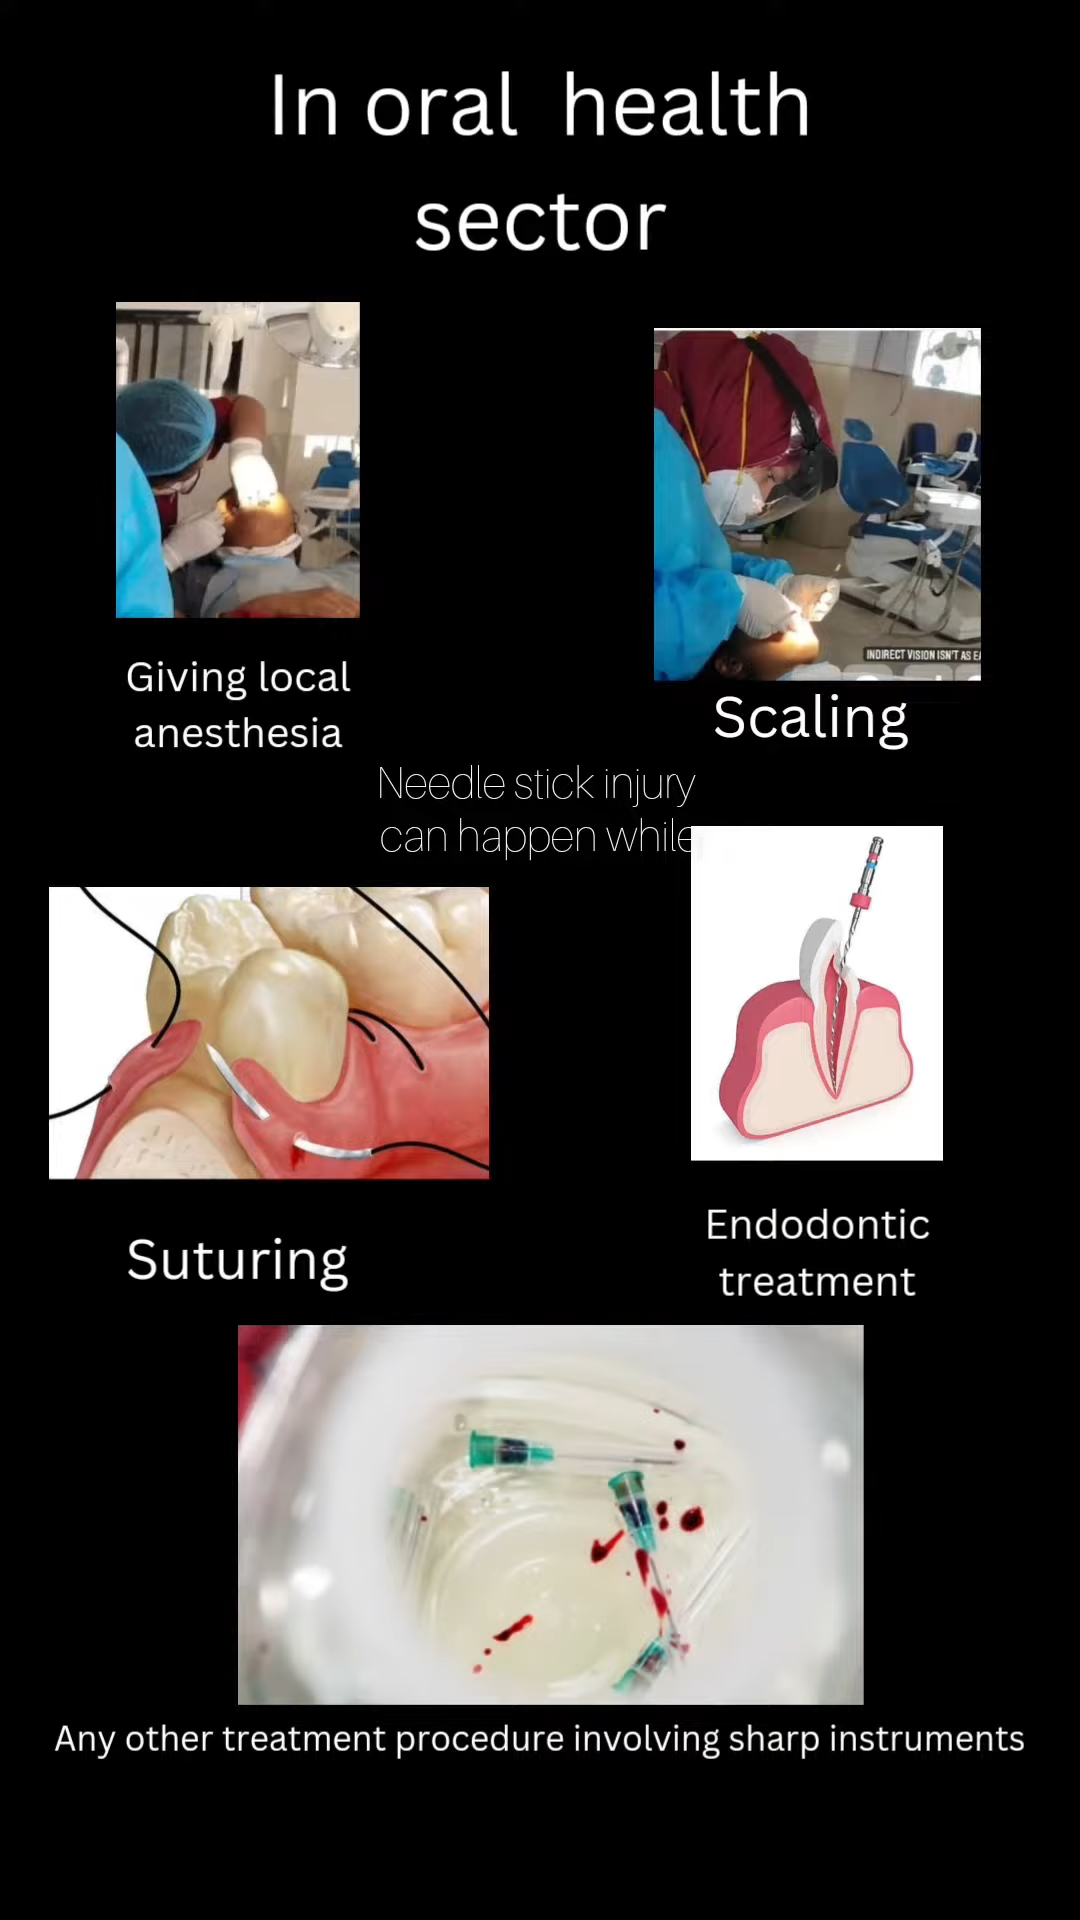 In oral health
sector
INDIRECT VISION ISN'T AS
Giving local
anesthesia
Scaling
Needle stick injury
can happen while
Suturing
Endodontic
treatment
Any other treatment procedure involving sharp instruments